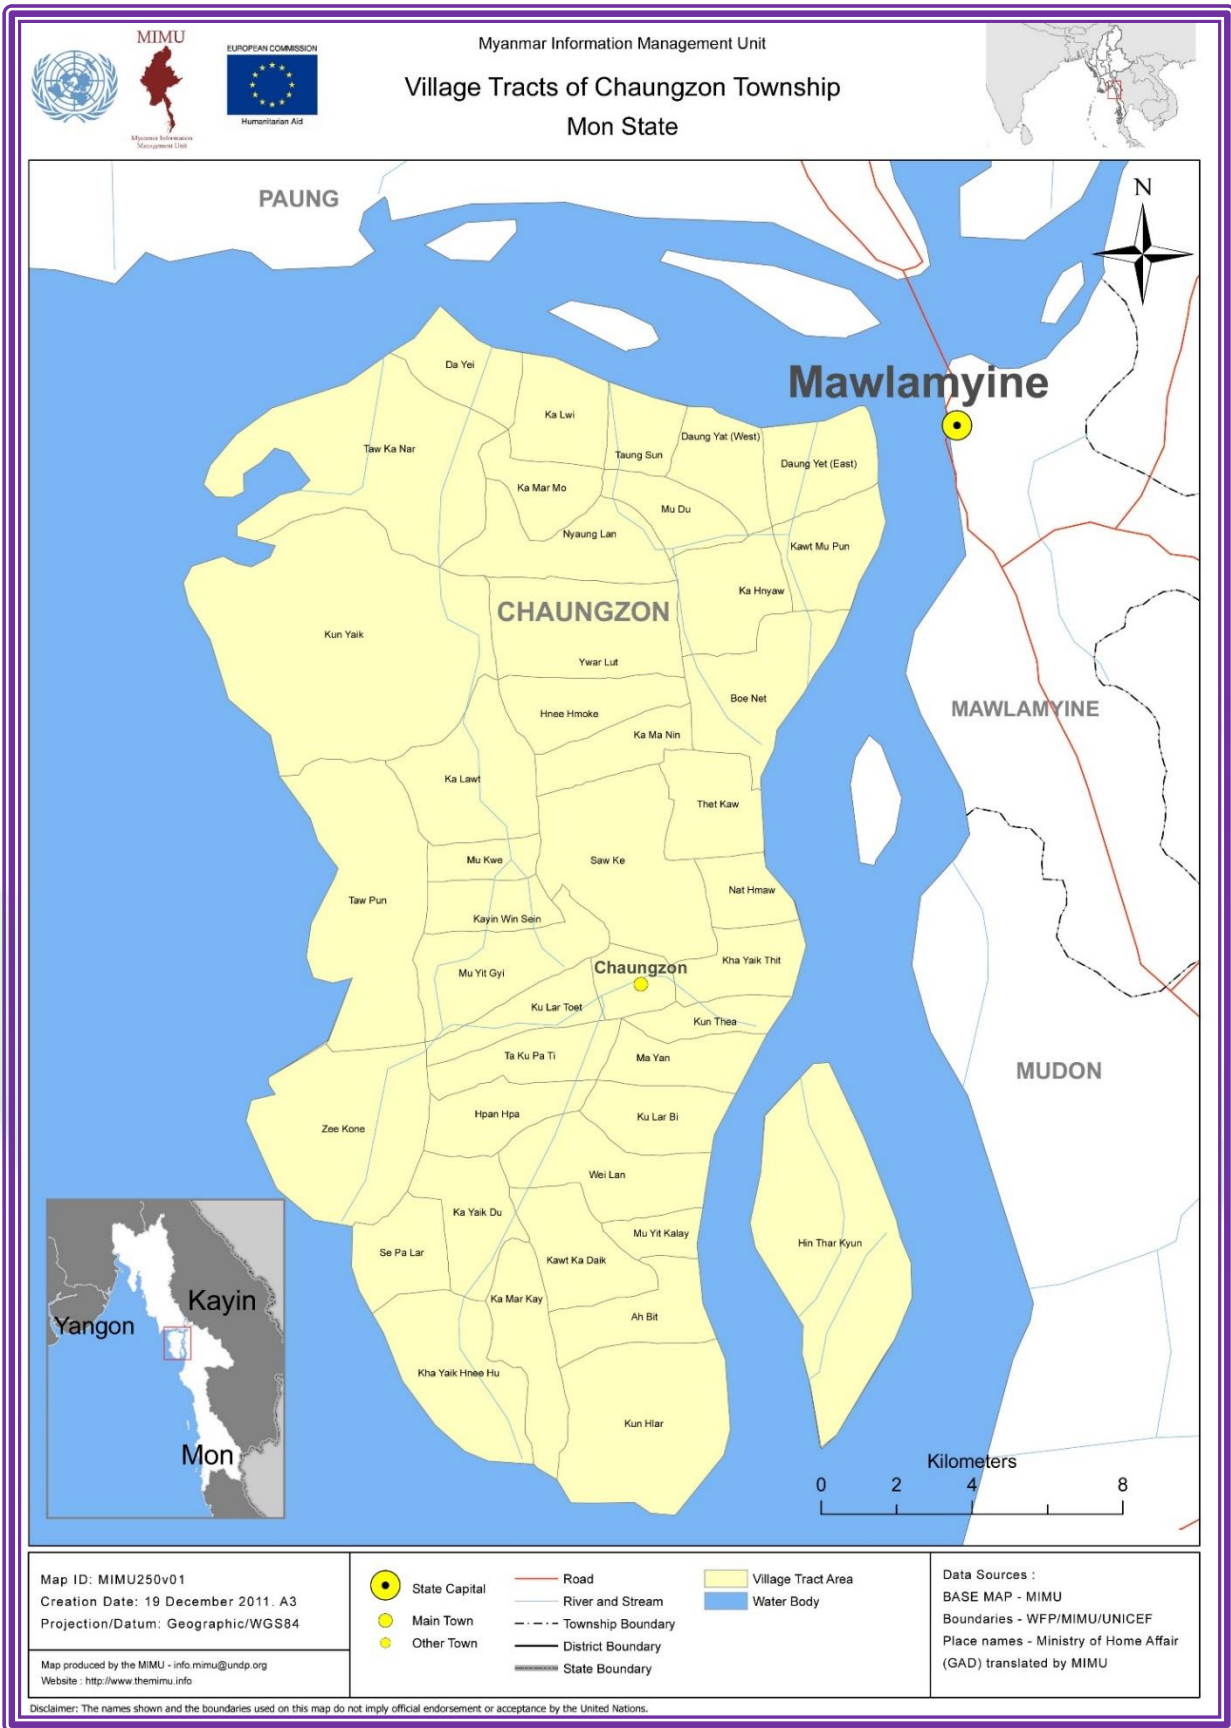 MIMU
Myanmar Information
Management Unit
EUROPEAN COMMISSION
Humanitarian Aid
Myanmar Information Management Unit
Village Tracts of Chaungzon Township
Mon State
PAUNG
N
Mawlamyine
Da Yei
Ka Lwi
Taw Ka Nar
Taung Sun
Daung Yat (West)
Daung Yet (East)
Ka Mar Mo
Mu Du
Nyaung Lan
Kawt Mu Pun
Ka Hnyaw
CHAUNGZON
Kun Yaik
Ywar Lut
Boe Net
MAWLAMYINE
Hnee Hmoke
Ka Ma Nin
Ka Lawt
Thet Kaw
Mu Kwe
Saw Ke
Nat Hmaw
Taw Pun
Kayin Win Sein
Kha Yaik Thit
Mu Yit Gyi
Chaungzon
Ku Lar Toet
Kun Thea
Ta Ku Pa Ti
Ma Yan
MUDON
Hpan Hpa
Ku Lar Bi
Zee Kone
Wei Lan
Ka Yaik Du
Mu Yit Kalay
Hin Thar Kyun
Se Pa Lar
Kawt Ka Daik
Ka Mar Kay
Ah Bit
Kha Yaik Hnee Hu
Kun Hlar
Kayin
Yangon
Mon
Kilometers
0 2 4 8
Map ID: MIMU250v01
Creation Date: 19 December 2011. A3
Projection/Datum: Geographic/WGS84
Map produced by the MIMU - info.mimu@undp.org
Website : http://www.themimu.info
State Capital
Main Town
Other Town
Road
River and Stream
Township Boundary
District Boundary
State Boundary
Village Tract Area
Water Body
Data Sources :
BASE MAP - MIMU
Boundaries - WFP/MIMU/UNICEF
Place names - Ministry of Home Affair
(GAD) translated by MIMU
Disclaimer: The names shown and the boundaries used on this map do not imply official endorsement or acceptance by the United Nations.